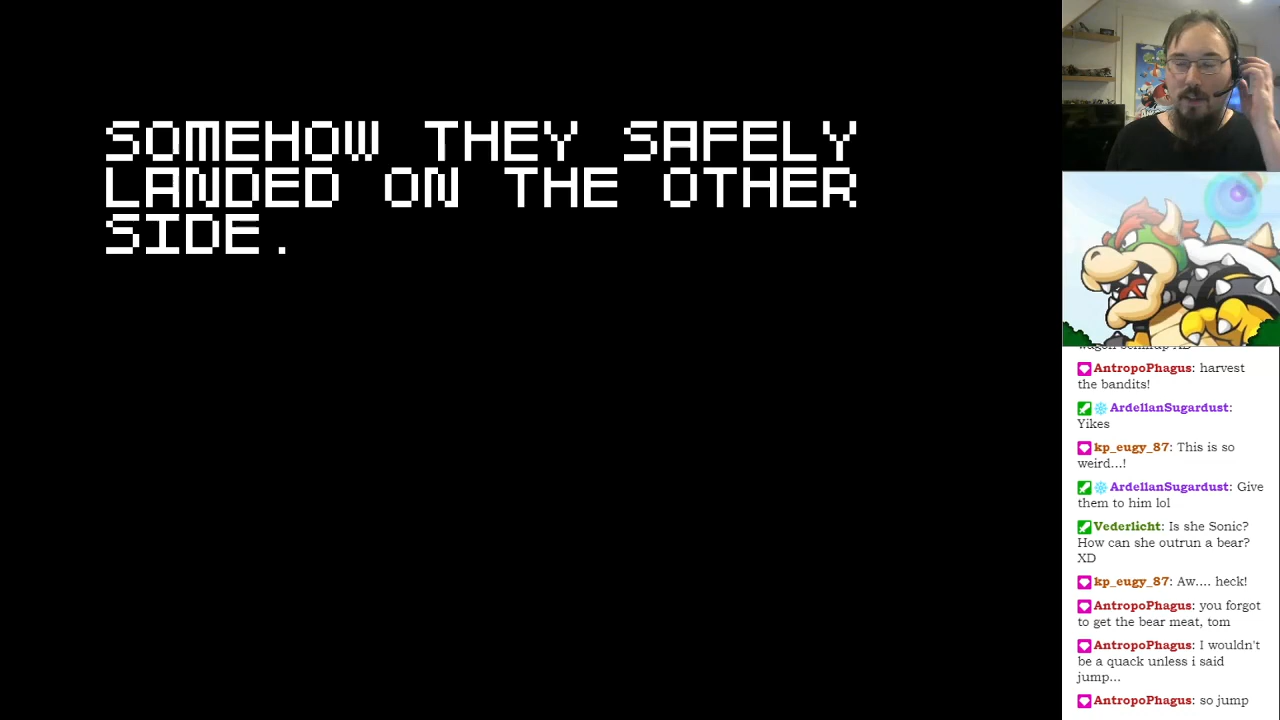 SOMEHOW THEY SAFELY
LANDED ON THE OTHER
SIDE.
AntropoPhagus: harvest
the bandits!
ArdellanSugardust:
Yikes
kp_eugy_87: This is so
weird...!
ArdellanSugardust: Give
them to him lol
Vederlicht: Is she Sonic?
How can she outrun a bear?
XD
kp_eugy_87: Aw.... heck!
AntropoPhagus: you forgot
to get the bear meat, tom
AntropoPhagus: I wouldn't
be a quack unless i said
jump...
AntropoPhagus: so jump